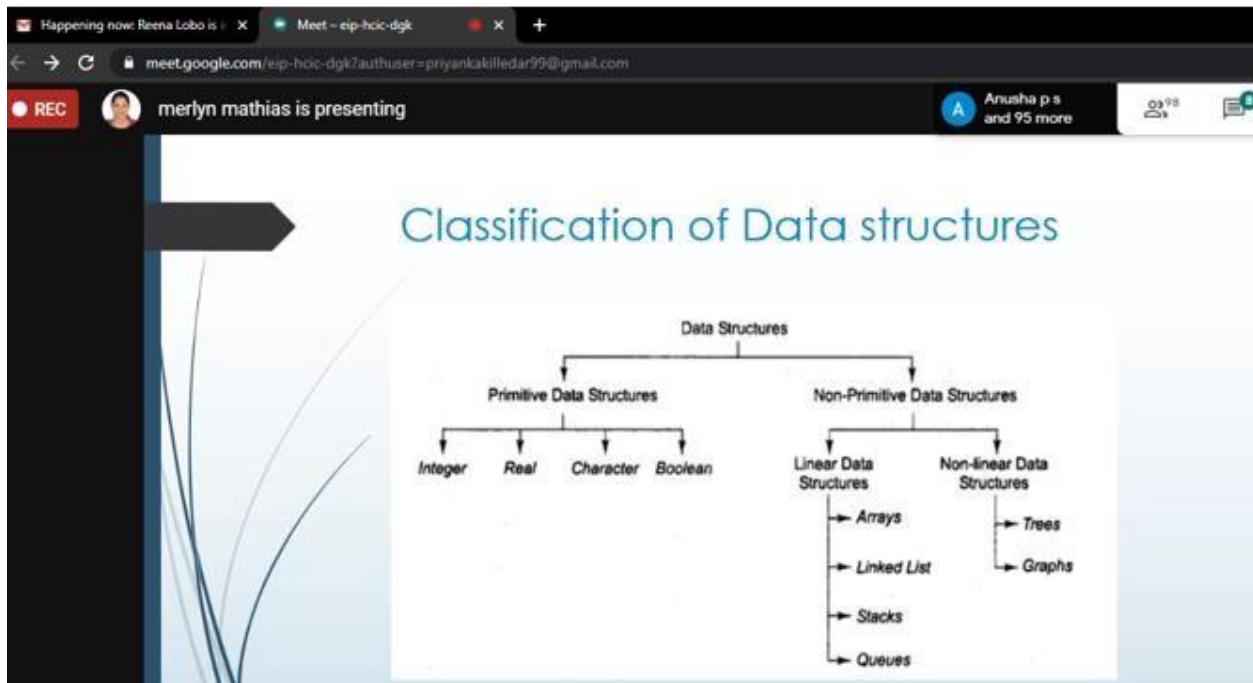 Happening now: Reena Lobo is
Meet – eip-hcic-dgk
meet.google.com/eip-hcic-dgk?authuser=priyankakilledar99@gmail.com
REC
merlyn mathias is presenting
A
Anusha p s
and 95 more
98
8
Classification of Data structures
Data Structures
Primitive Data Structures
Non-Primitive Data Structures
Integer Real Character Boolean
Linear Data
Structures
Non-linear Data
Structures
Arrays
Trees
Linked List
Graphs
Stacks
Queues